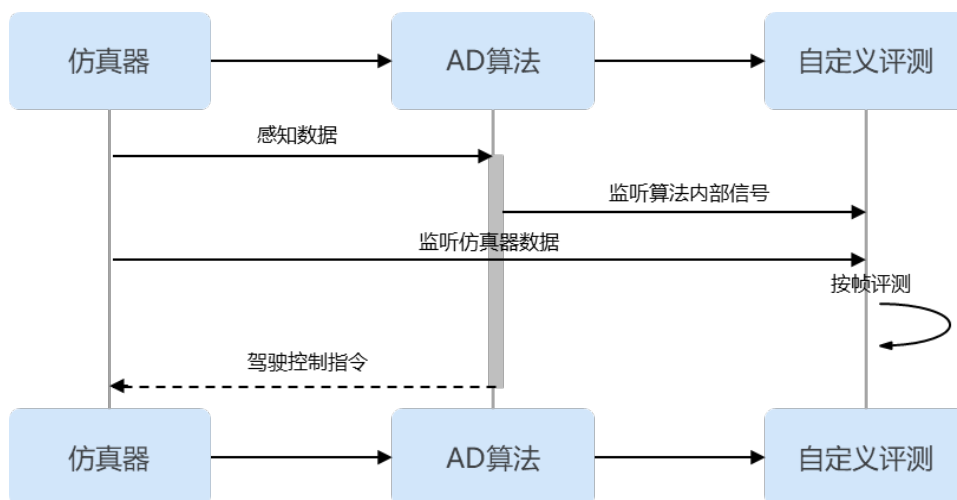 仿真器
AD算法
自定义评测
感知数据
监听算法内部信号
监听仿真器数据
按帧评测
驾驶控制指令
仿真器
AD算法
自定义评测